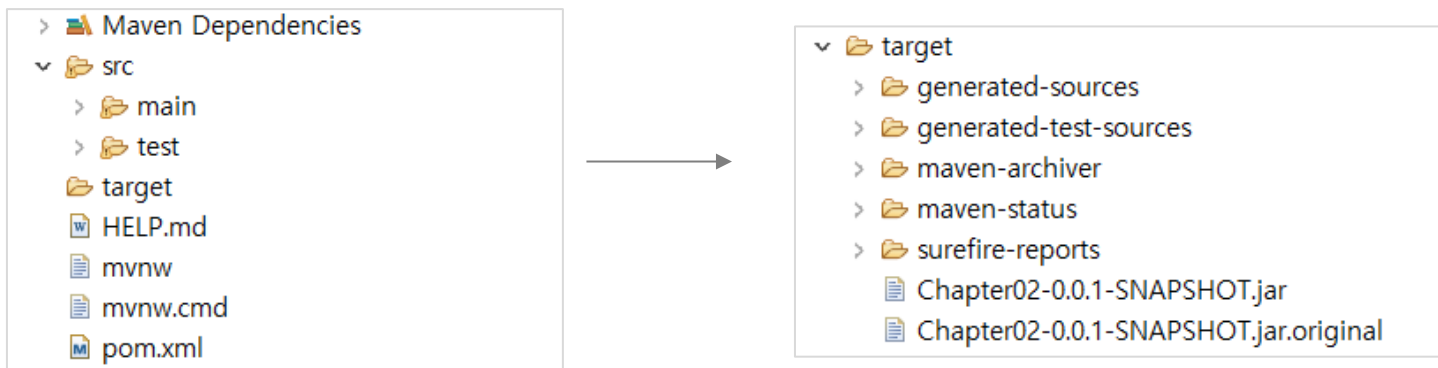 Maven Dependencies
src
main
test
target
HELP.md
mvnw
mvnw.cmd
pom.xml
target
generated-sources
generated-test-sources
maven-archiver
maven-status
surefire-reports
Chapter02-0.0.1-SNAPSHOT.jar
Chapter02-0.0.1-SNAPSHOT.jar.original